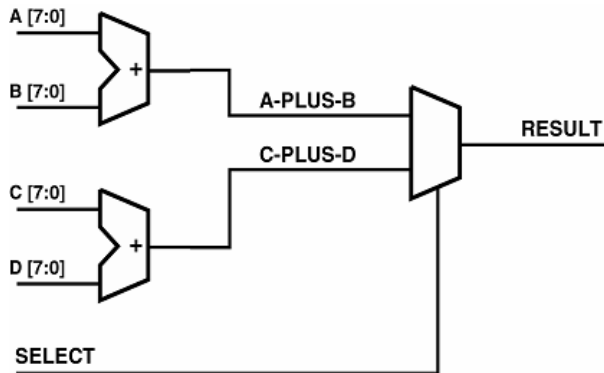 A [7:0]
+
B [7:0]
A-PLUS-B
RESULT
C-PLUS-D
C [7:0]
+
D [7:0]
SELECT